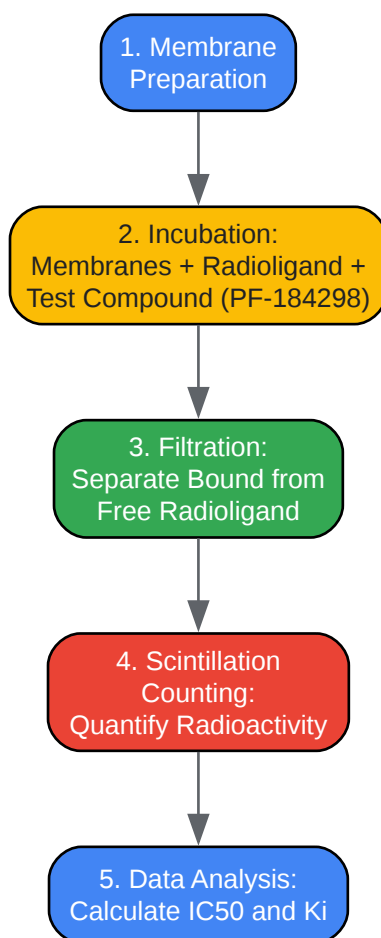 1. Membrane
Preparation
2. Incubation:
Membranes + Radioligand +
Test Compound (PF-184298)
3. Filtration:
Separate Bound from
Free Radioligand
4. Scintillation
Counting:
Quantify Radioactivity
5. Data Analysis:
Calculate IC50 and Ki